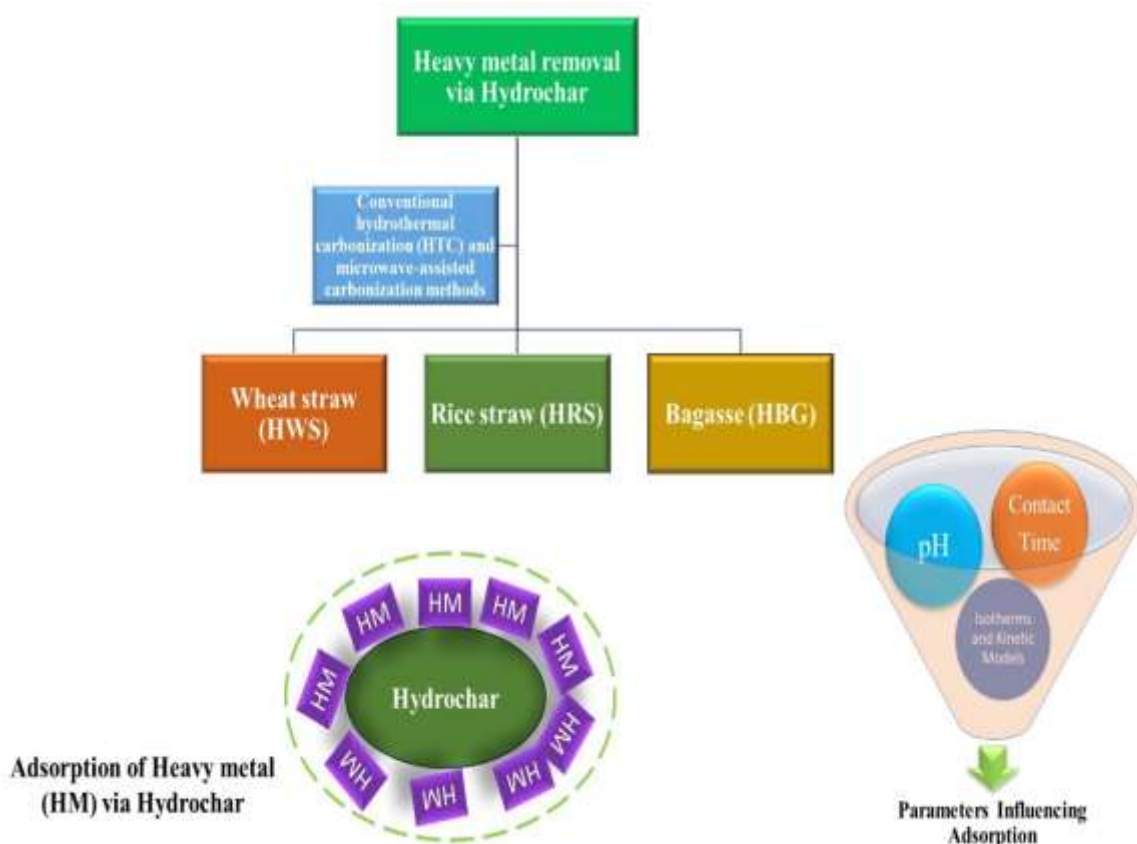 Heavy metal removal
via Hydrochar
Conventional
hydrothermal
carbonization (HTC) and
microwave-assisted
carbonization methods
Wheat straw
(HWS)
Rice straw (HRS)
Bagasse (HBG)
pH
Contact
Time
Isotherms
and Kinetic
Models
Parameters Influencing
Adsorption
HM
HM
HM
HM
HM
HM
HM
HM
HM
Hydrochar
Adsorption of Heavy metal
(HM) via Hydrochar